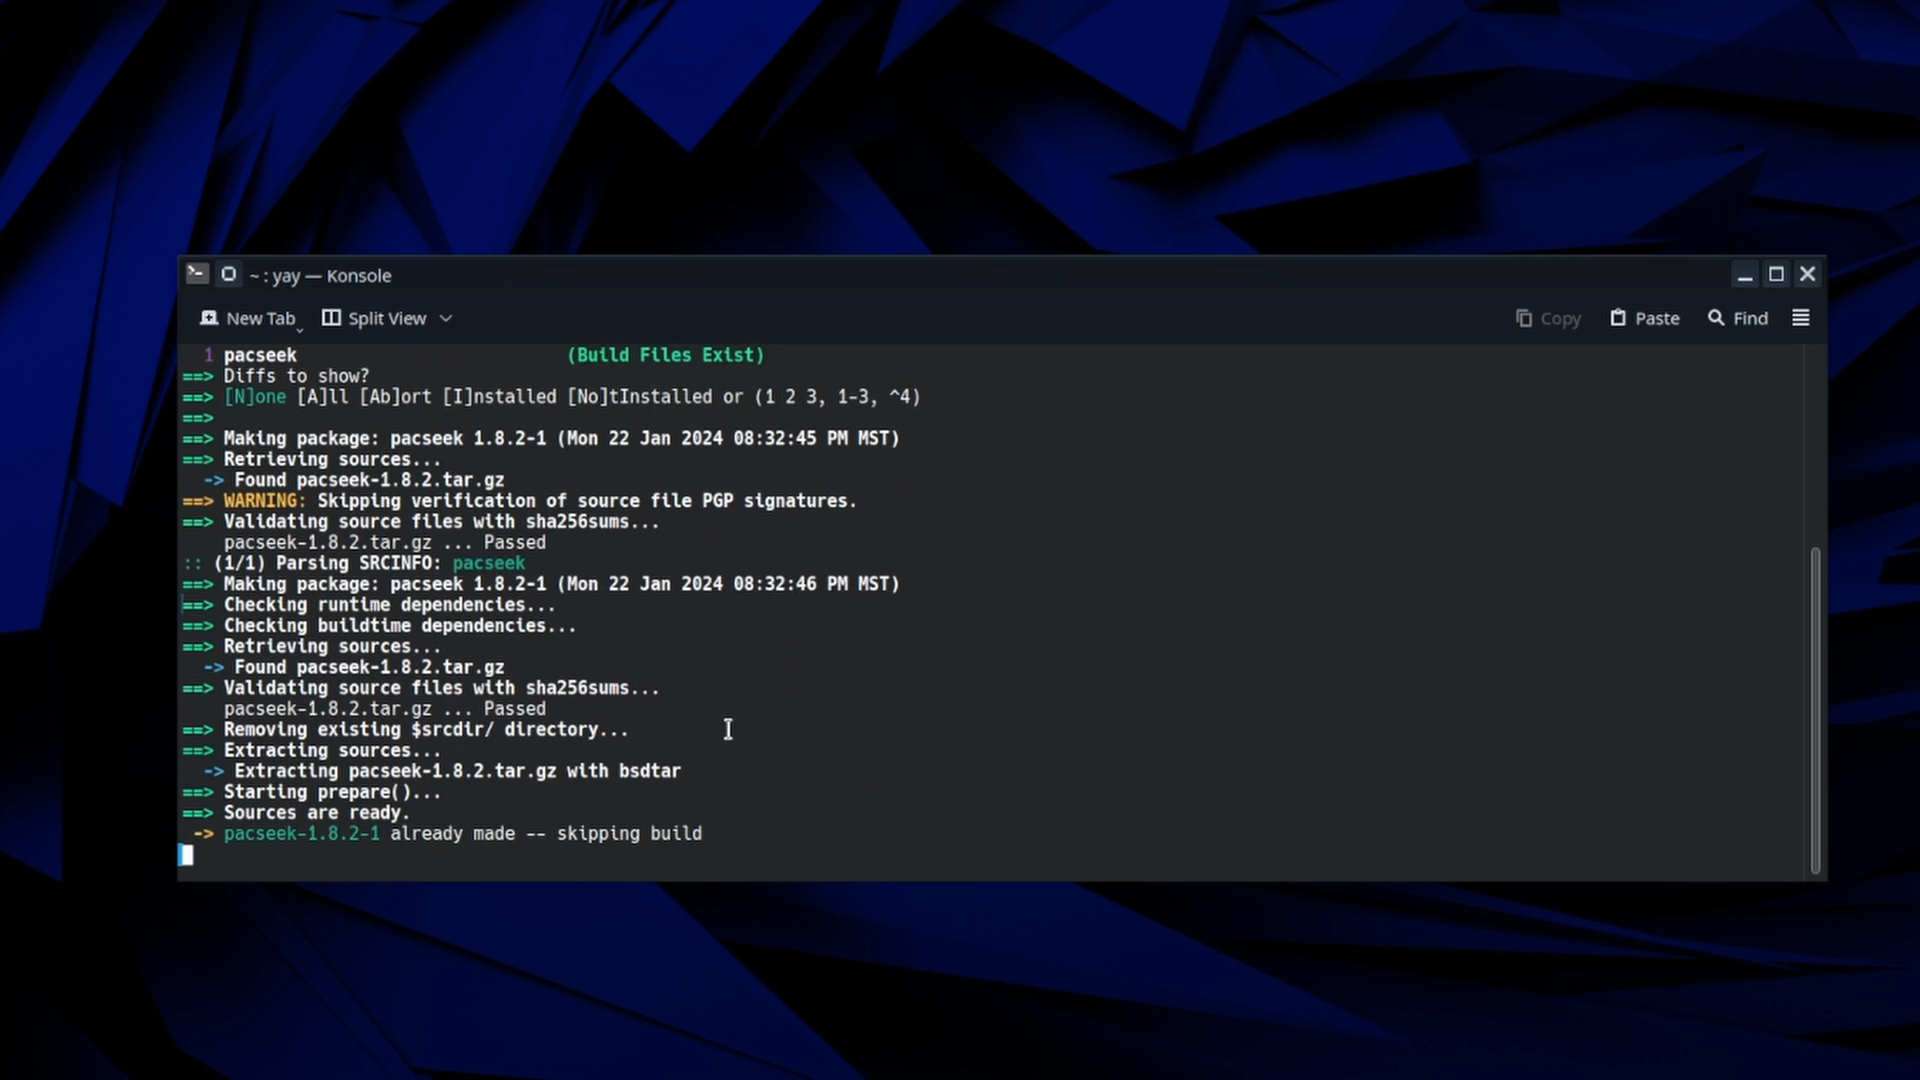 ~ : yay — Konsole
New Tab Split View Copy Paste Find
1 pacseek (Build Files Exist)
==> Diffs to show?
==> [N]one [A]ll [Ab]ort [I]nstalled [No]tInstalled or (1 2 3, 1-3, ^4)
==>
==> Making package: pacseek 1.8.2-1 (Mon 22 Jan 2024 08:32:45 PM MST)
==> Retrieving sources...
-> Found pacseek-1.8.2.tar.gz
==> WARNING: Skipping verification of source file PGP signatures.
==> Validating source files with sha256sums...
pacseek-1.8.2.tar.gz ... Passed
:: (1/1) Parsing SRCINFO: pacseek
==> Making package: pacseek 1.8.2-1 (Mon 22 Jan 2024 08:32:46 PM MST)
==> Checking runtime dependencies...
==> Checking buildtime dependencies...
==> Retrieving sources...
-> Found pacseek-1.8.2.tar.gz
==> Validating source files with sha256sums...
pacseek-1.8.2.tar.gz ... Passed
==> Removing existing $srcdir/ directory...
==> Extracting sources...
-> Extracting pacseek-1.8.2.tar.gz with bsdtar
==> Starting prepare()...
==> Sources are ready.
-> pacseek-1.8.2-1 already made -- skipping build